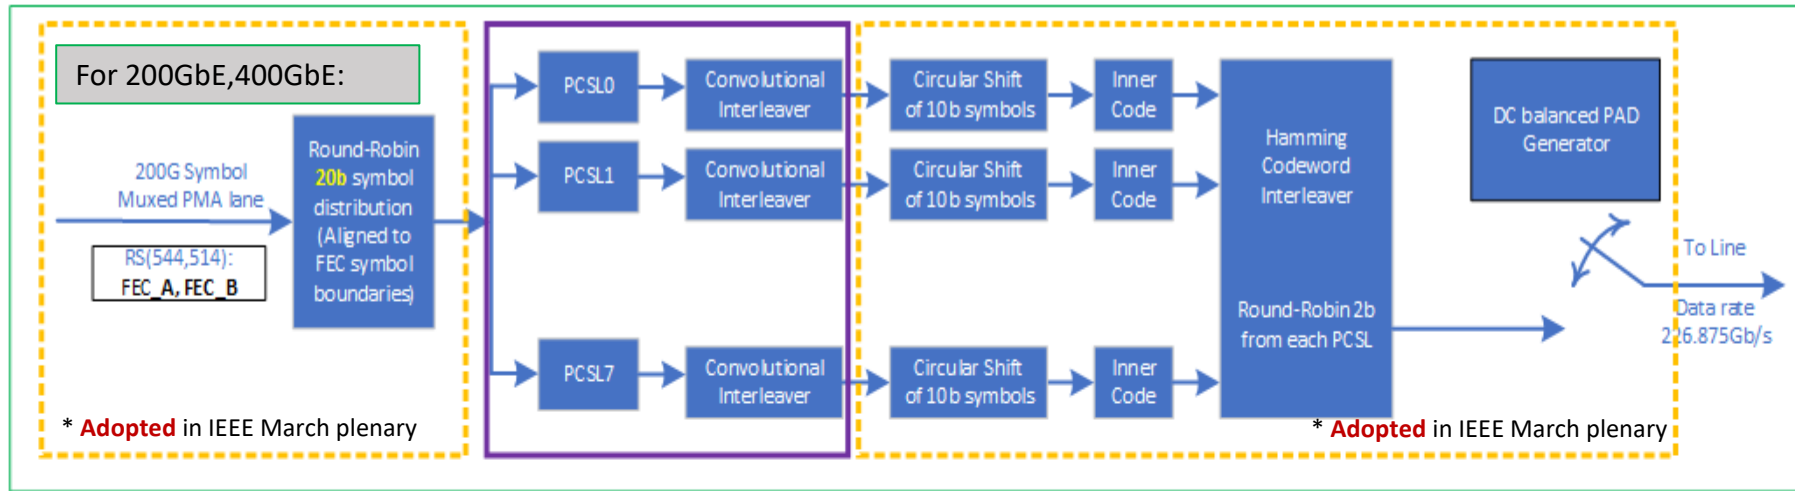 For 200GbE,400GbE:
200G Symbol
Muxed PMA lane
RS(544,514):
FEC_A, FEC_B
Round-Robin
20b symbol
distribution
(Aligned to
FEC symbol
boundaries)
* Adopted in IEEE March plenary
PCSL0
Convolutional
Interleaver
PCSL1
Convolutional
Interleaver
PCSL7
Convolutional
Interleaver
Circular Shift
of 10b symbols
Inner
Code
Circular Shift
of 10b symbols
Inner
Code
Circular Shift
of 10b symbols
Inner
Code
Hamming
Codeword
Interleaver
Round-Robin 2b
from each PCSL
DC balanced PAD
Generator
To Line
Data rate
226.875Gb/s
* Adopted in IEEE March plenary